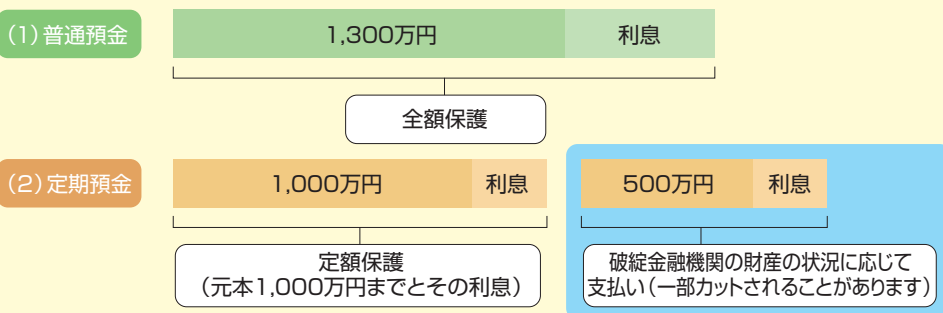 (1)普通預金
1,300万円
利息
全額保護
(2)定期預金
1,000万円
利息
500万円
利息
定額保護
(元本1,000万円までとその利息)
破綻金融機関の財産の状況に応じて
支払い(一部カットされることがあります)